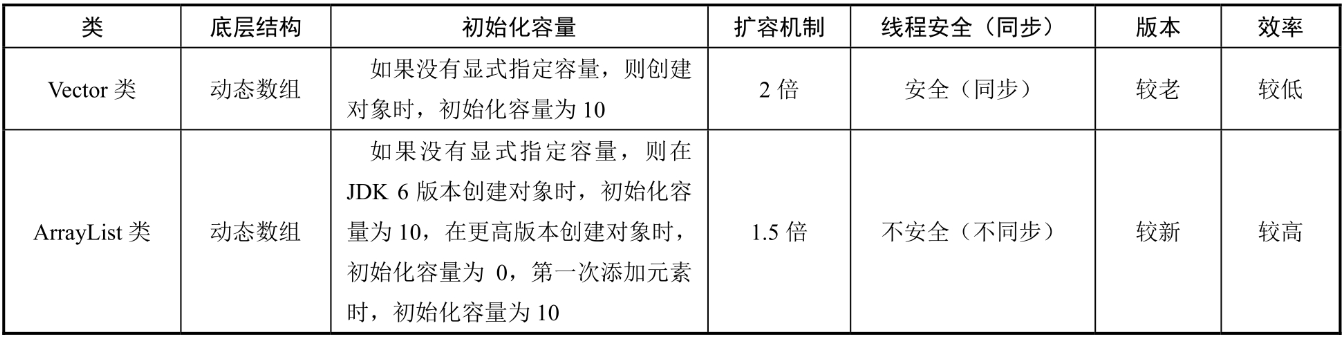 类 底层结构 初始化容量 扩容机制 线程安全（同步） 版本 效率
Vector 类 动态数组 如果没有显式指定容量，则创建
对象时，初始化容量为 10 2 倍 安全（同步） 较老 较低
ArrayList 类 动态数组 如果没有显式指定容量，则在
JDK 6 版本创建对象时，初始化容
量为 10，在更高版本创建对象时，
初始化容量为 0，第一次添加元素
时，初始化容量为 10 1.5 倍 不安全（不同步） 较新 较高